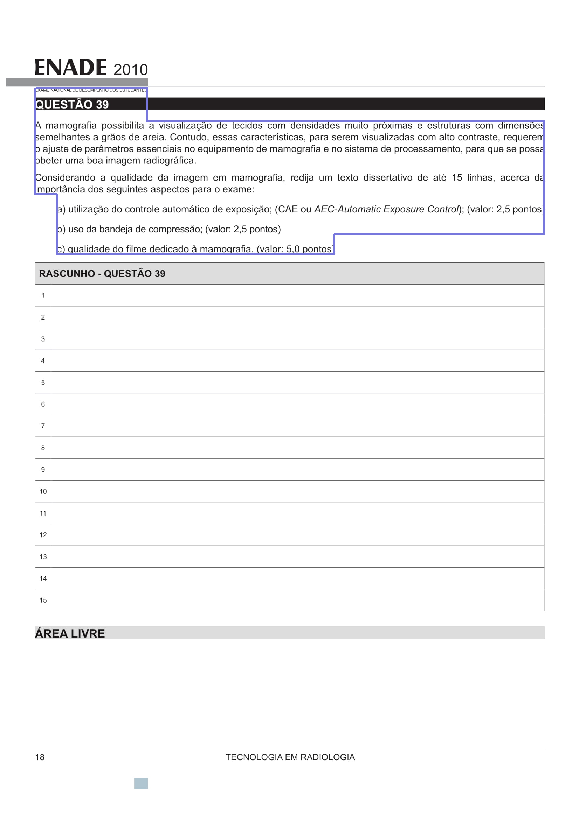 ENADE 2010
EXAME NACIONAL DE DESEMPENHO DOS ESTUDANTES
QUESTÃO 39
A mamografia possibilita a visualização de tecidos com densidades muito próximas e estruturas com dimensões
semelhantes a grãos de areia. Contudo, essas características, para serem visualizadas com alto contraste, requerem
o ajuste de parâmetros essenciais no equipamento de mamografia e no sistema de processamento, para que se possa
obter uma boa imagem radiográfica.
Considerando a qualidade da imagem em mamografia, redija um texto dissertativo de até 15 linhas, acerca da
importância dos seguintes aspectos para o exame:
a) utilização do controle automático de exposição; (CAE ou AEC-Automatic Exposure Control); (valor: 2,5 pontos
b) uso da bandeja de compressão; (valor: 2,5 pontos)
c) qualidade do filme dedicado à mamografia. (valor: 5,0 pontos)
RASCUNHO - QUESTÃO 39
1
2
3
4
5
6
7
8
9
10
11
12
13
14
15
ÁREA LIVRE
18 TECNOLOGIA EM RADIOLOGIA